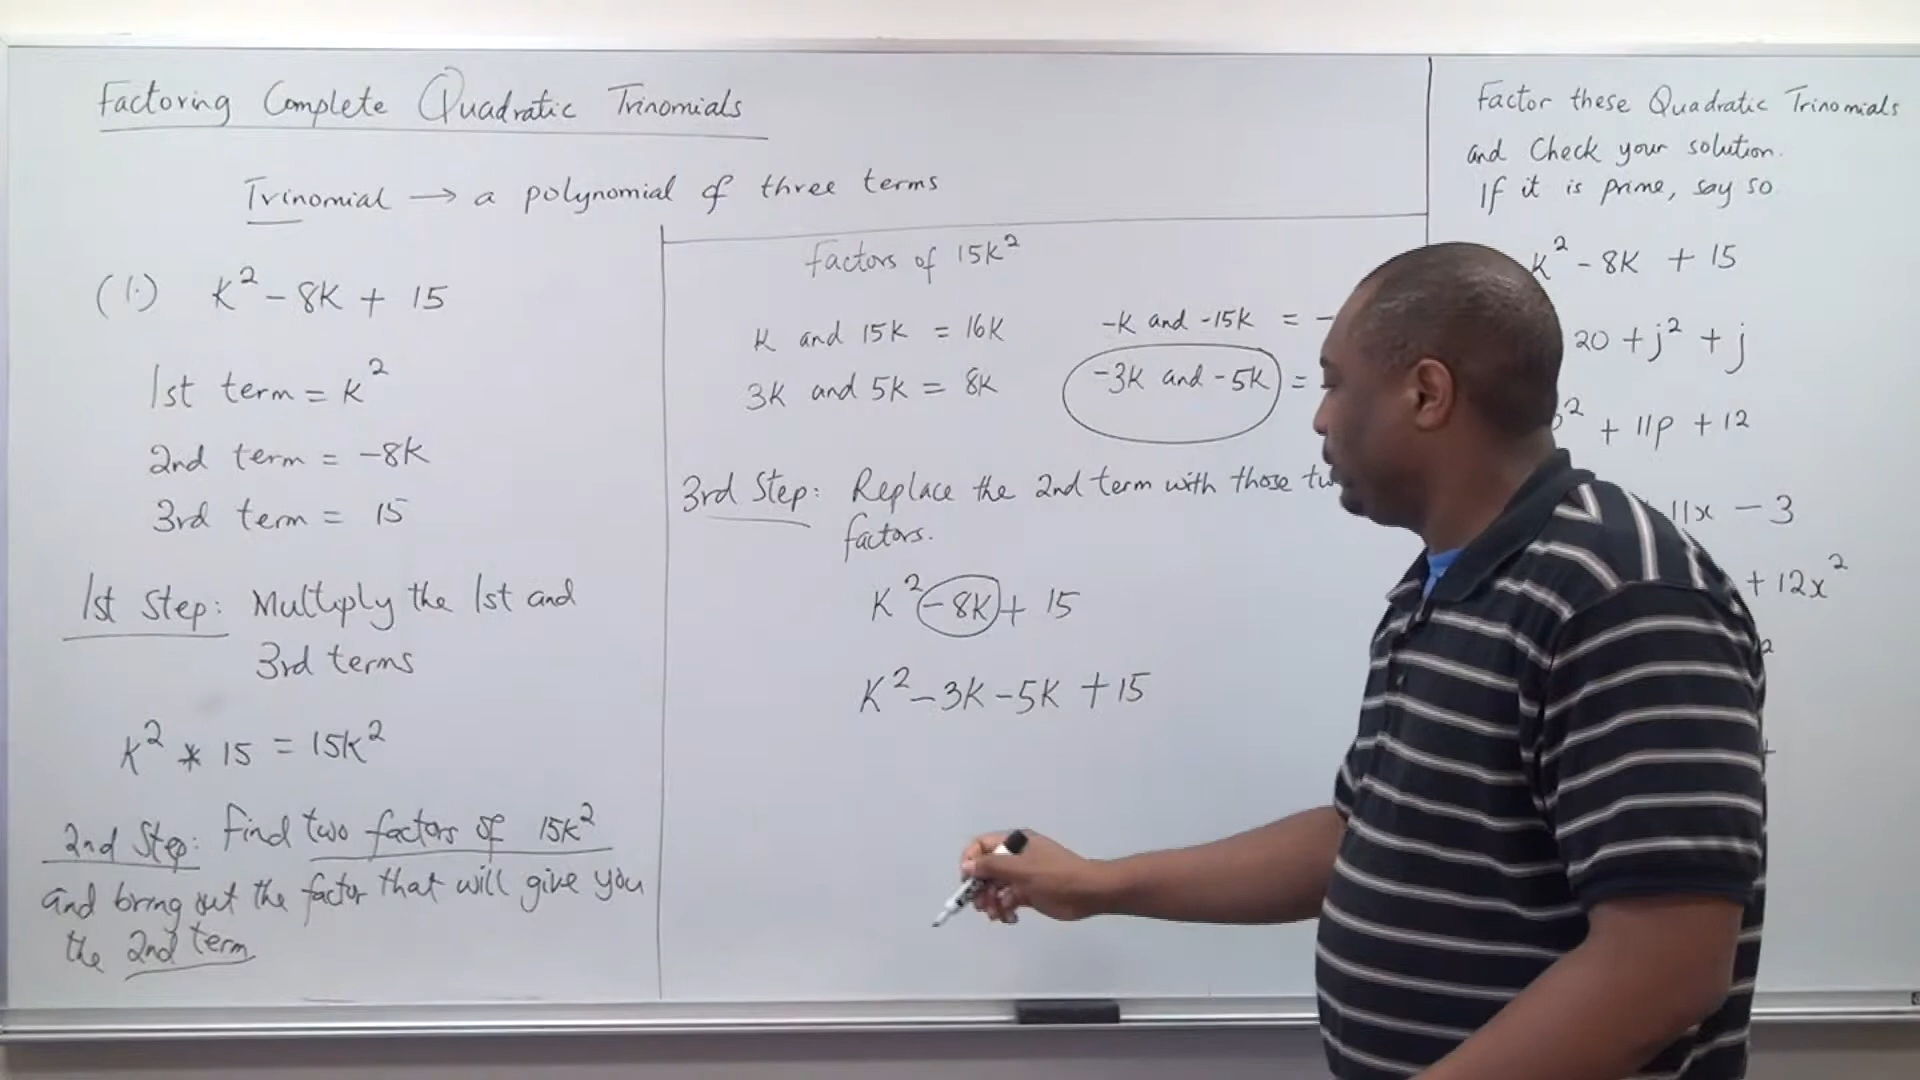 Factoring Complete Quadratic Trinomials
Trinomial → a polynomial of three terms
(1.) K² - 8K + 15
1st term = K²
2nd term = -8K
3rd term = 15
1st Step: Multiply the 1st and
3rd terms
K² * 15 = 15K²
2nd Step: Find two factors of 15K²
and bring out the factor that will give you
the 2nd term
Factors of 15K²
K and 15K = 16K
3K and 5K = 8K
-K and -15K = -
-3K and -5K =
3rd Step: Replace the 2nd term with those
factors.
K² - 8K + 15
K² - 3K - 5K + 15
Factor these Quadratic Trinomials
and Check your solution.
If it is prime, say so
K² - 8K + 15
20 + j² + j
² + 11p + 12
11x - 3
+ 12x²